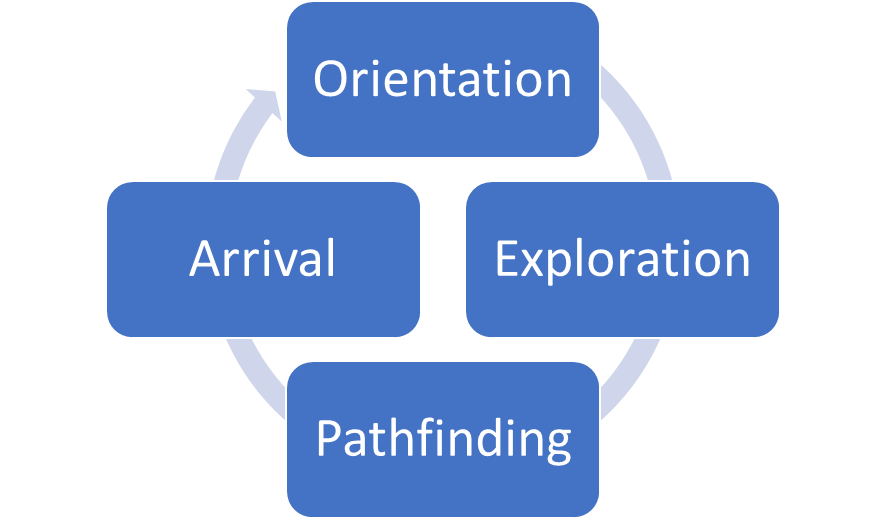 Orientation
Exploration
Pathfinding
Arrival